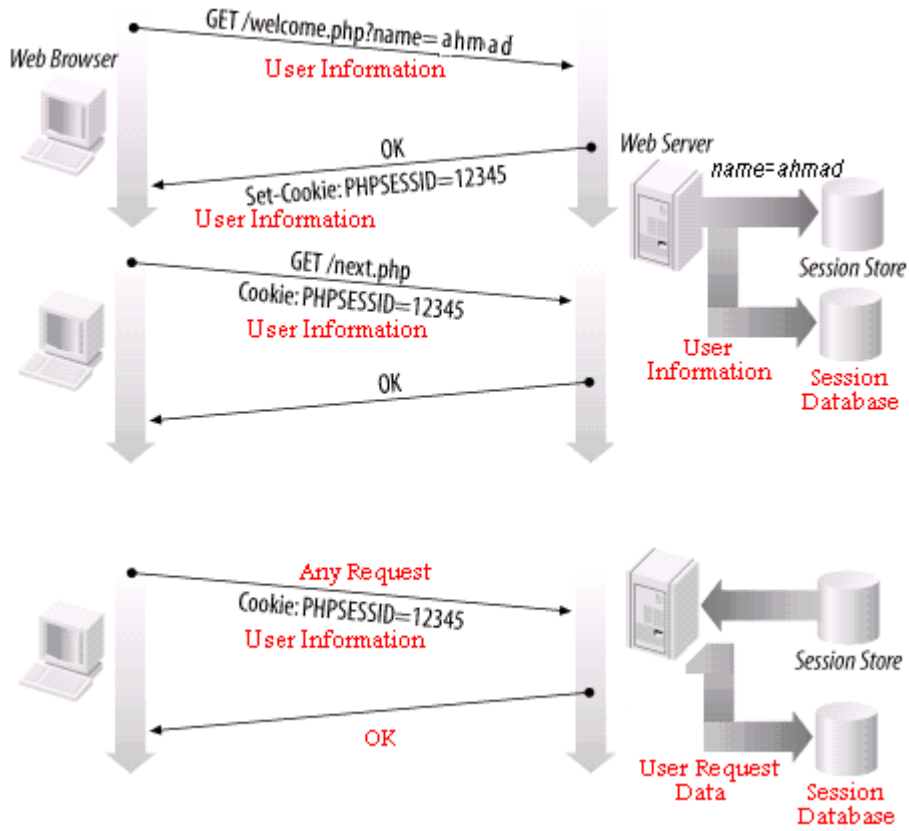 GET /welcome.php?name= ahmad
Web Browser
User Information
OK
Web Server
Set-Cookie: PHPSESSID=12345
name=ahmad
User Information
GET /next.php
Session Store
Cookie: PHPSESSID=12345
User Information
User
Information
OK
Session
Database
Any Request
Cookie: PHPSESSID=12345
User Information
Session Store
OK
User Request
Data
Session
Database